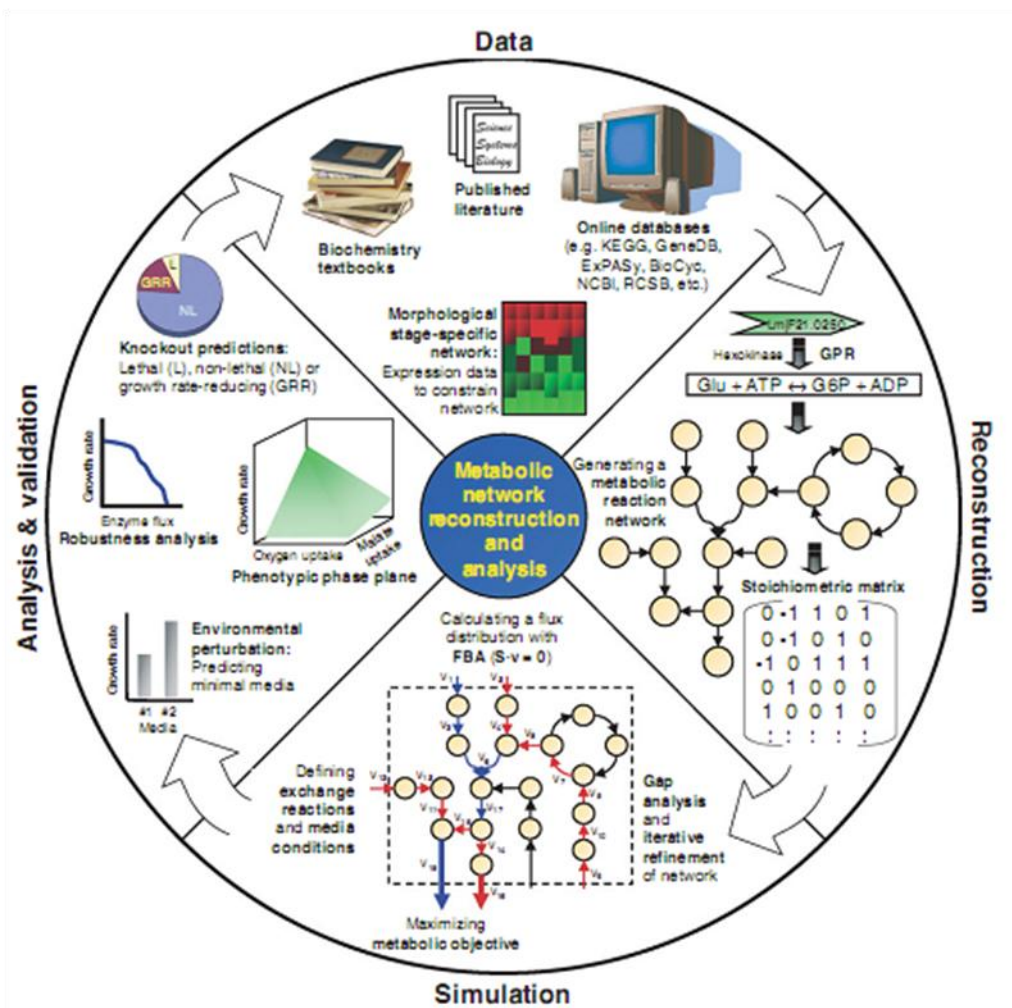 Data
Science
Systems
Biology
Published
literature
Biochemistry
textbooks
Online databases
(e.g. KEGG, GeneDB,
ExPASy, BioCyc,
NCBI, RCSB, etc.)
Morphological
stage-specific
network:
Expression data
to constrain
network
LmjF21.0250
Hexokinase
GPR
Glu + ATP ↔ G6P + ADP
Generating a
metabolic
reaction
network
Stoichiometric matrix
0 -1 1 0 1
0 -1 0 1 0
-1 0 1 1 1
0 1 0 0 0
1 0 0 1 0
: : : : :
Reconstruction
Metabolic
network
reconstruction
and
analysis
L
GRR
NL
Knockout predictions:
Lethal (L), non-lethal (NL) or
growth rate-reducing (GRR)
Growth rate
Enzyme flux
Robustness analysis
Growth rate
Oxygen uptake
Malate
uptake
Phenotypic phase plane
Growth rate
#1 #2
Media
Environmental
perturbation:
Predicting
minimal media
Analysis & validation
Calculating a flux
distribution with
FBA (S·v = 0)
Defining
exchange
reactions
and media
conditions
Gap
analysis
and
iterative
refinement
of network
Maximizing
metabolic objective
Simulation